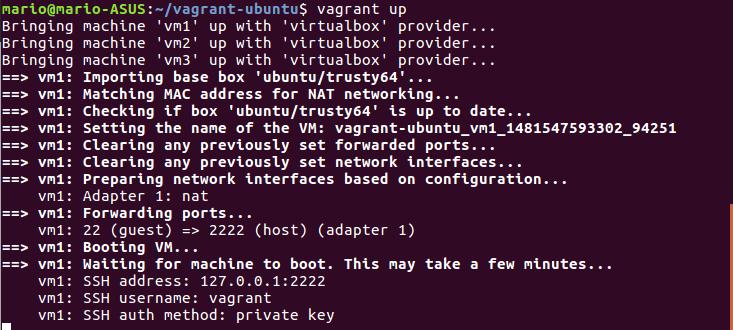 mario@mario-ASUS:~/vagrant-ubuntu$ vagrant up
Bringing machine 'vm1' up with 'virtualbox' provider...
Bringing machine 'vm2' up with 'virtualbox' provider...
Bringing machine 'vm3' up with 'virtualbox' provider...
==> vm1: Importing base box 'ubuntu/trusty64'...
==> vm1: Matching MAC address for NAT networking...
==> vm1: Checking if box 'ubuntu/trusty64' is up to date...
==> vm1: Setting the name of the VM: vagrant-ubuntu_vm1_1481547593302_94251
==> vm1: Clearing any previously set forwarded ports...
==> vm1: Clearing any previously set network interfaces...
==> vm1: Preparing network interfaces based on configuration...
    vm1: Adapter 1: nat
==> vm1: Forwarding ports...
    vm1: 22 (guest) => 2222 (host) (adapter 1)
==> vm1: Booting VM...
==> vm1: Waiting for machine to boot. This may take a few minutes...
    vm1: SSH address: 127.0.0.1:2222
    vm1: SSH username: vagrant
    vm1: SSH auth method: private key